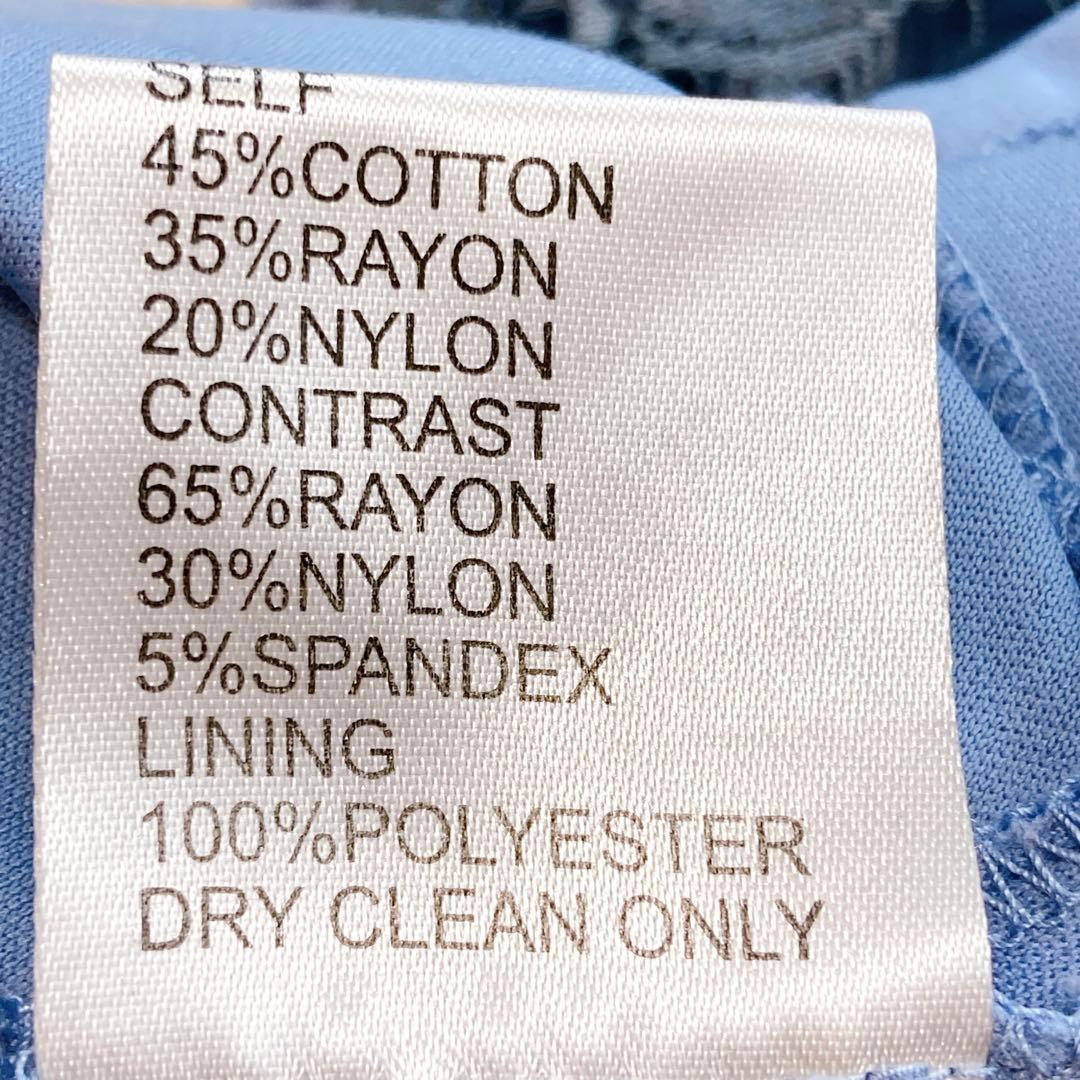 SELF
45%COTTON
35%RAYON
20%NYLON
CONTRAST
65%RAYON
30%NYLON
5%SPANDEX
LINING
100%POLYESTER
DRY CLEAN ONLY